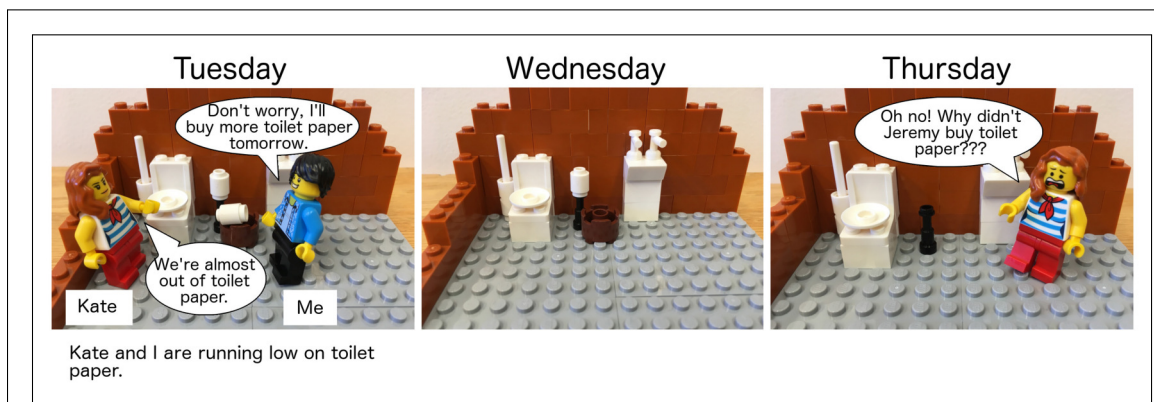 Tuesday
Wednesday
Thursday
Don't worry, I'll
buy more toilet paper
tomorrow.
We're almost
out of toilet
paper.
Kate
Me
Oh no! Why didn't
Jeremy buy toilet
paper???
Kate and I are running low on toilet
paper.